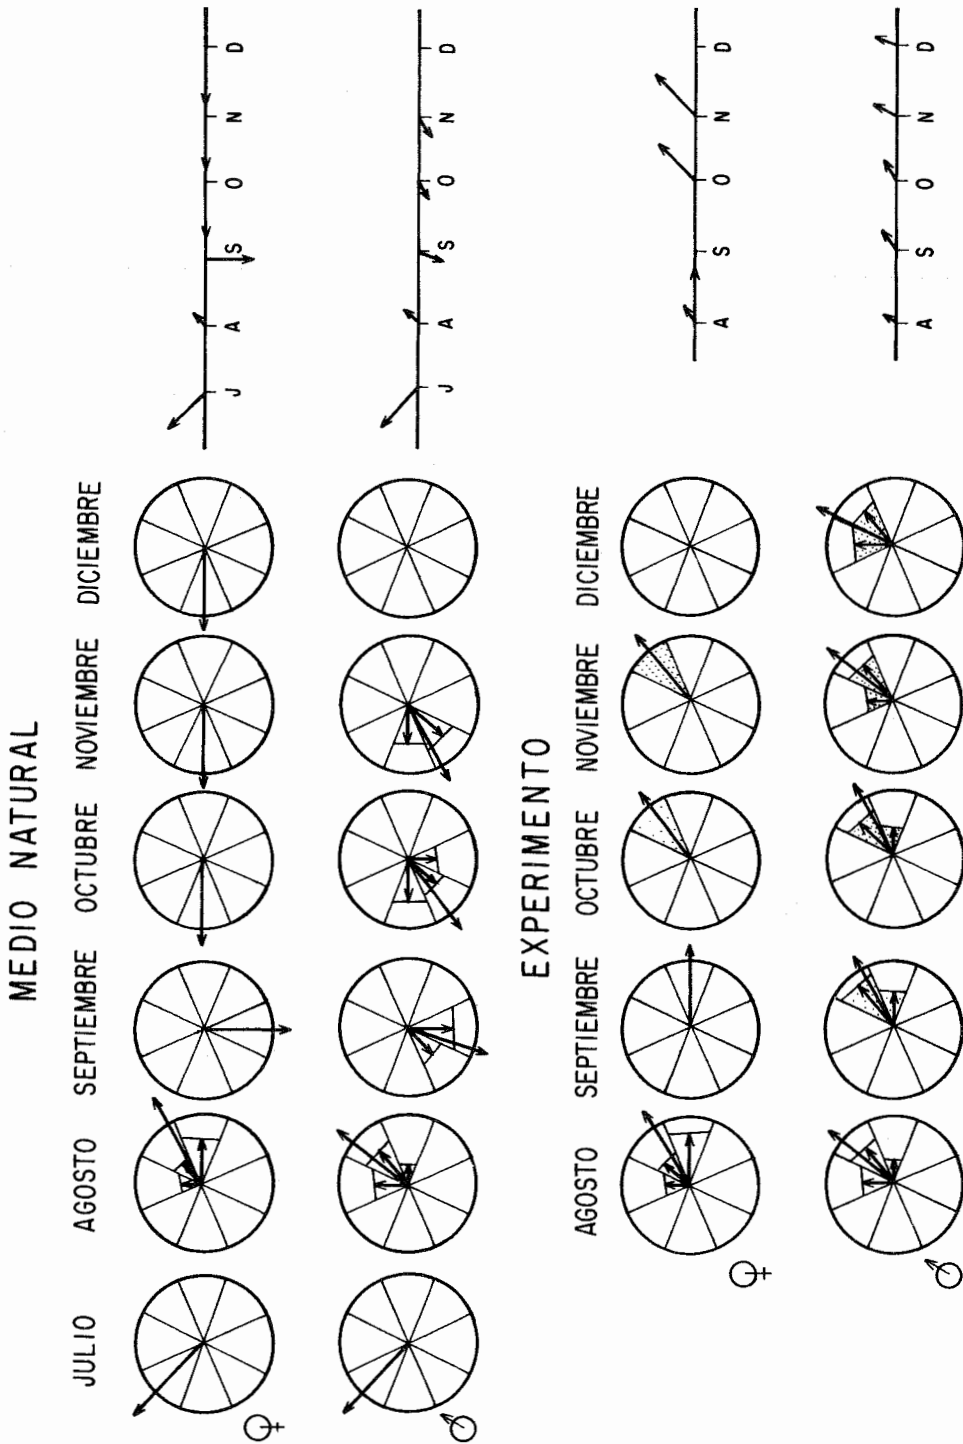 MEDIO NATURAL
JULIO AGOSTO SEPTIEMBRE OCTUBRE NOVIEMBRE DICIEMBRE
♀
J A S O N D
♂
J A S O N D
EXPERIMENTO
AGOSTO SEPTIEMBRE OCTUBRE NOVIEMBRE DICIEMBRE
♀
A S O N D
♂
A S O N D